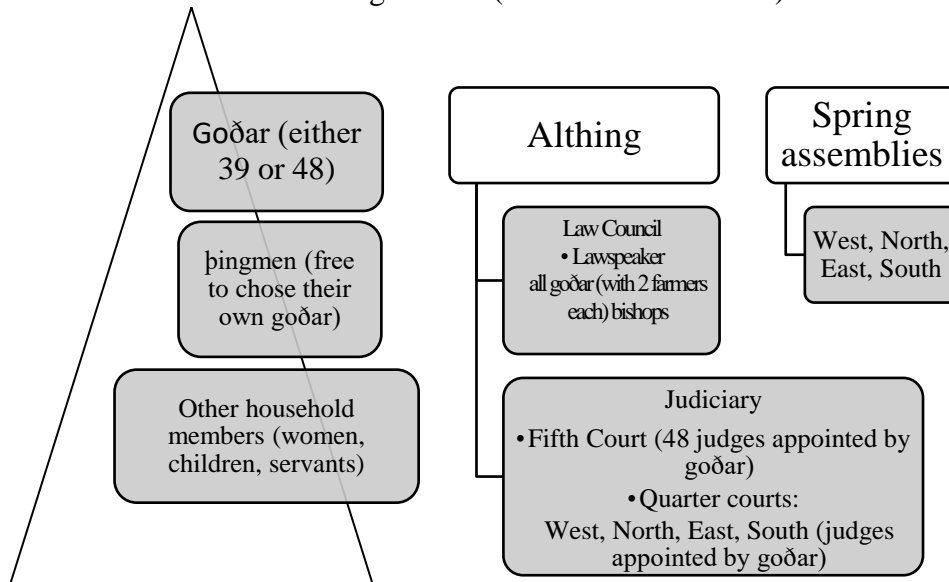 Goðar (either
39 or 48)
þingmen (free
to chose their
own goðar)
Other household
members (women,
children, servants)
Althing
Law Council
• Lawspeaker
all goðar (with 2 farmers
each) bishops
Judiciary
•Fifth Court (48 judges appointed by
goðar)
•Quarter courts:
West, North, East, South (judges
appointed by goðar)
Spring
assemblies
West, North,
East, South